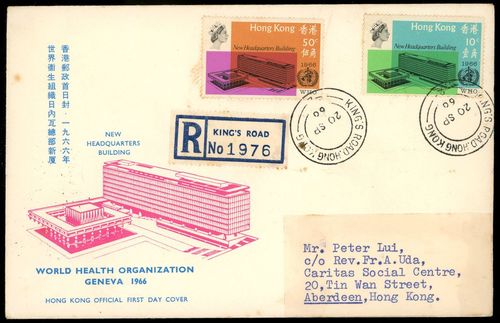 香港郵政首日封·一九六六年
世界衛生組織日内瓦總部新厦
NEW
HEADQUARTERS
BUILDING
WORLD HEALTH ORGANIZATION
GENEVA 1966
HONG KONG OFFICIAL FIRST DAY COVER
R
KING'S ROAD
No 1976
Hong Kong
50c
香港
伍角
New Headquarters Building
1966
WHO
Hong Kong
10c
香港
壹角
New Headquarters Building
1966
WHO
KING'S ROAD, HONG KONG
20 SP
66
KING'S ROAD, HONG KONG
20 SP
66
Mr. Peter Lui,
c/o Rev.Fr.A.Uda,
Caritas Social Centre,
20, Tin Wan Street,
Aberdeen, Hong Kong.